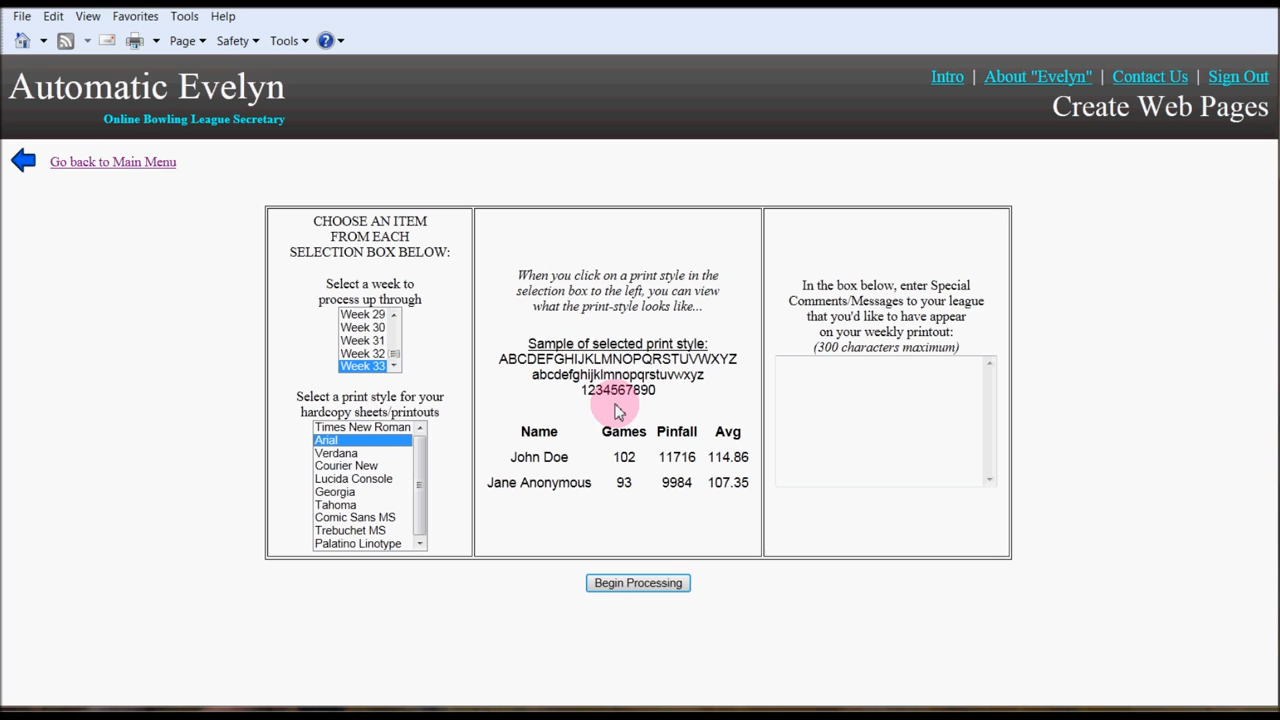 File Edit View Favorites Tools Help
Page Safety Tools
Automatic Evelyn
Online Bowling League Secretary
Intro | About "Evelyn" | Contact Us | Sign Out
Create Web Pages
Go back to Main Menu
CHOOSE AN ITEM
FROM EACH
SELECTION BOX BELOW:
Select a week to
process up through
Week 29
Week 30
Week 31
Week 32
Week 33
Select a print style for your
hardcopy sheets/printouts
Times New Roman
Arial
Verdana
Courier New
Lucida Console
Georgia
Tahoma
Comic Sans MS
Trebuchet MS
Palatino Linotype
When you click on a print style in the
selection box to the left, you can view
what the print-style looks like...
Sample of selected print style:
ABCDEFGHIJKLMNOPQRSTUVWXYZ
abcdefghijklmnopqrstuvwxyz
1234567890
Name Games Pinfall Avg
John Doe 102 11716 114.86
Jane Anonymous 93 9984 107.35
In the box below, enter Special
Comments/Messages to your league
that you'd like to have appear
on your weekly printout:
(300 characters maximum)
Begin Processing